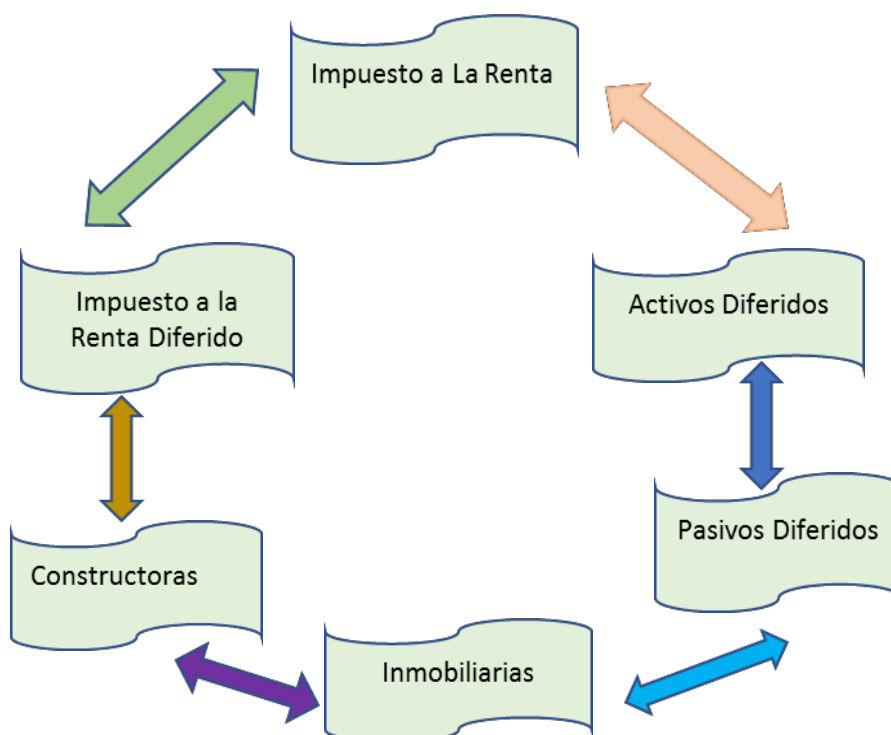 Impuesto a La Renta
Impuesto a la
Renta Diferido
Activos Diferidos
Constructoras
Pasivos Diferidos
Inmobiliarias